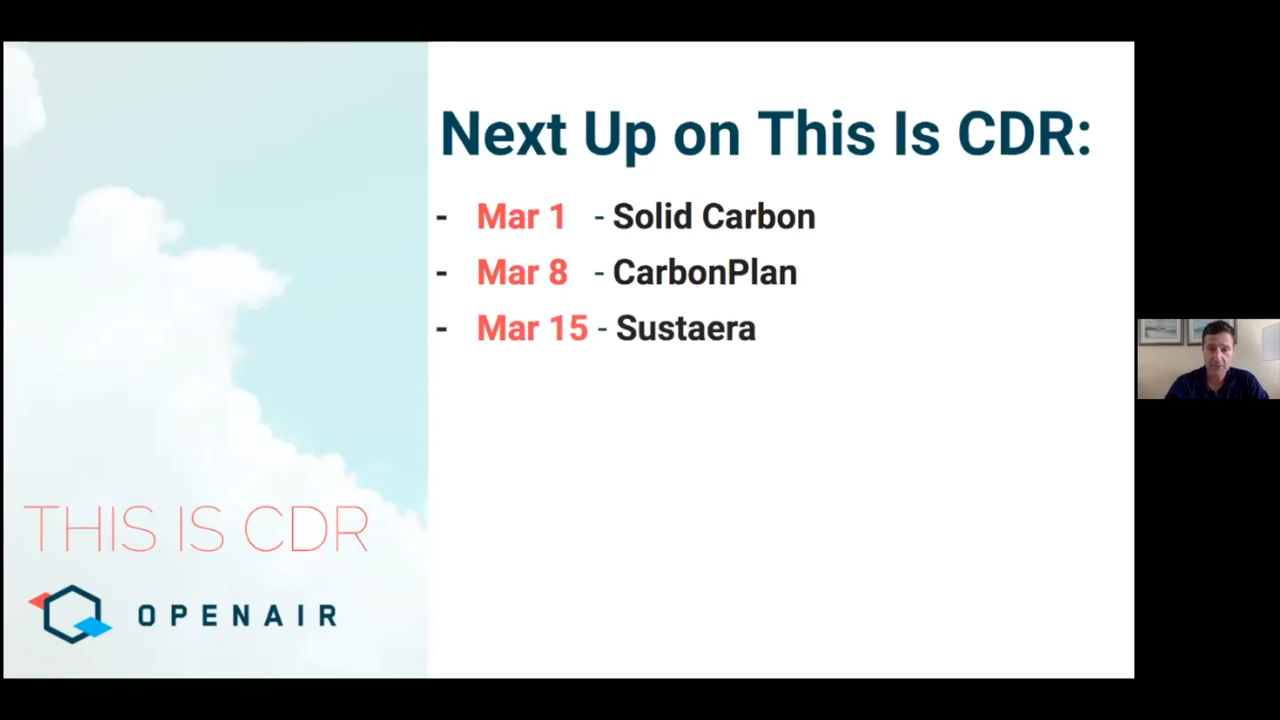 Next Up on This Is CDR:
- Mar 1 - Solid Carbon
- Mar 8 - CarbonPlan
- Mar 15 - Sustaera
THIS IS CDR
OPENAIR